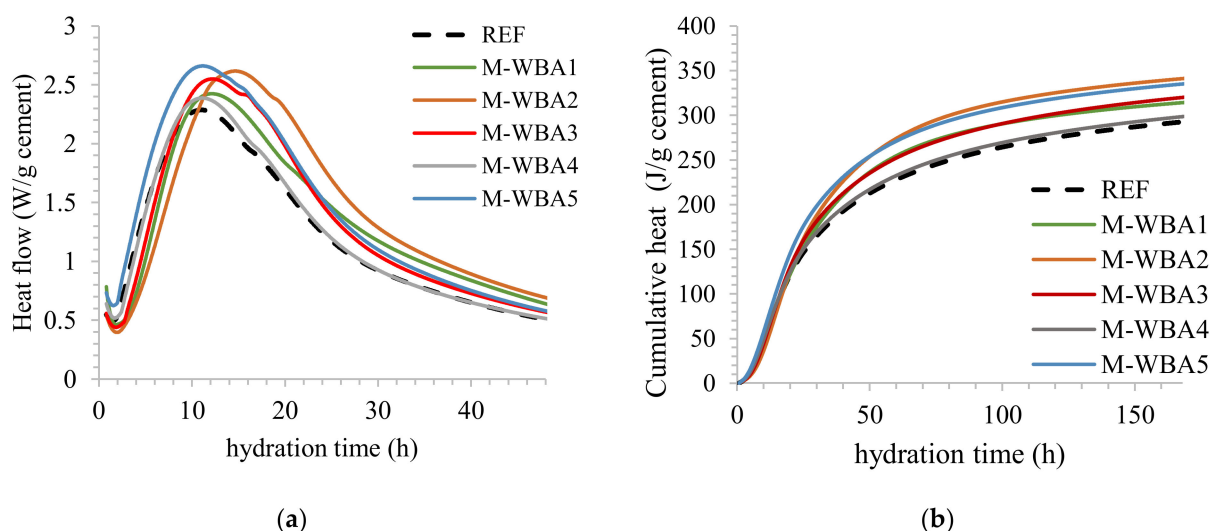 3
2.5
2
1.5
1
0.5
0
0
10
20
30
40
Heat flow (W/g cement)
hydration time (h)
REF
M-WBA1
M-WBA2
M-WBA3
M-WBA4
M-WBA5
(a)
400
350
300
250
200
150
100
50
0
0
50
100
150
Cumulative heat (J/g cement)
hydration time (h)
REF
M-WBA1
M-WBA2
M-WBA3
M-WBA4
M-WBA5
(b)